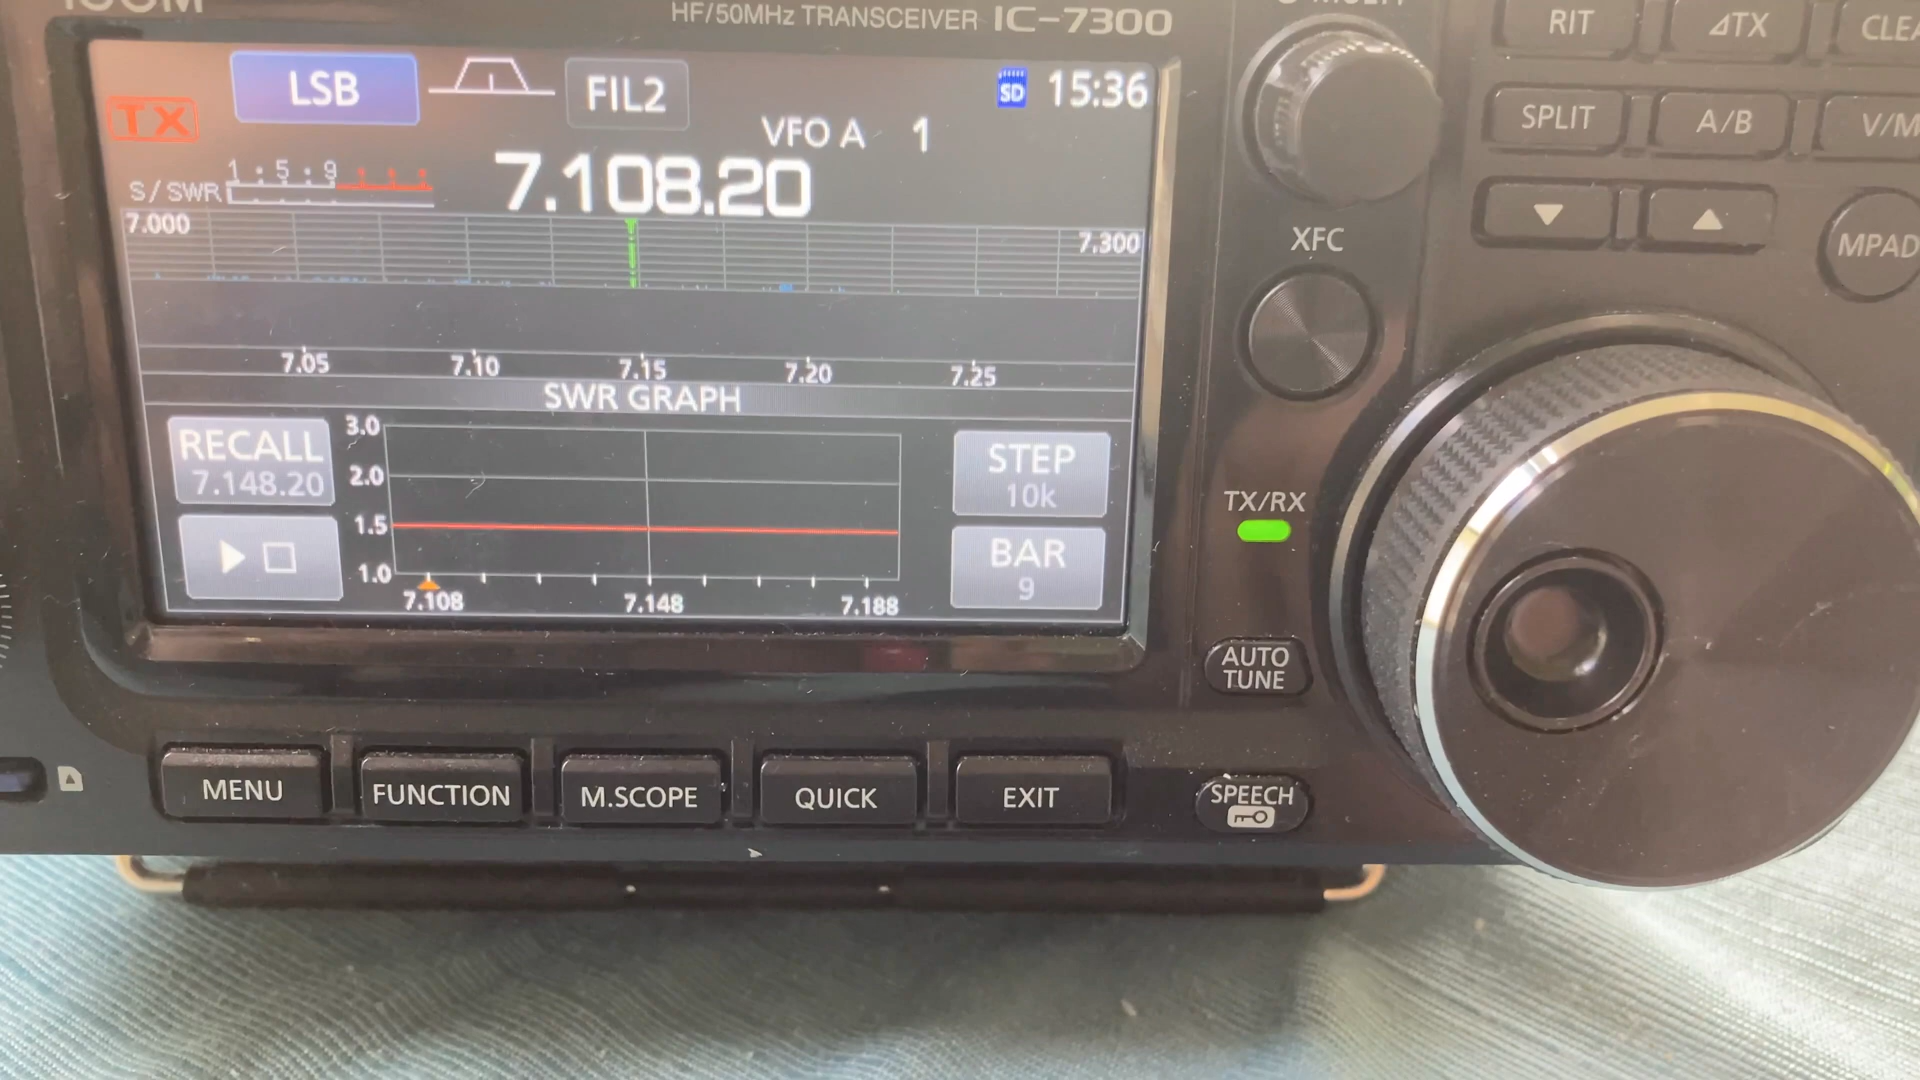 ICOM
HF/50MHz TRANSCEIVER IC-7300
LSB
FIL2
SD 15:36
TX
VFO A 1
1 5 9
S/SWR
7.108.20
7.000
7.300
7.05 7.10 7.15 7.20 7.25
SWR GRAPH
RECALL
7.148.20
3.0
2.0
1.5
1.0
7.108 7.148 7.188
STEP
10k
BAR
9
MENU
FUNCTION
M.SCOPE
QUICK
EXIT
XFC
TX/RX
AUTO
TUNE
SPEECH
RIT
⊿TX
SPLIT
A/B
V/M
▼
▲
MPAD